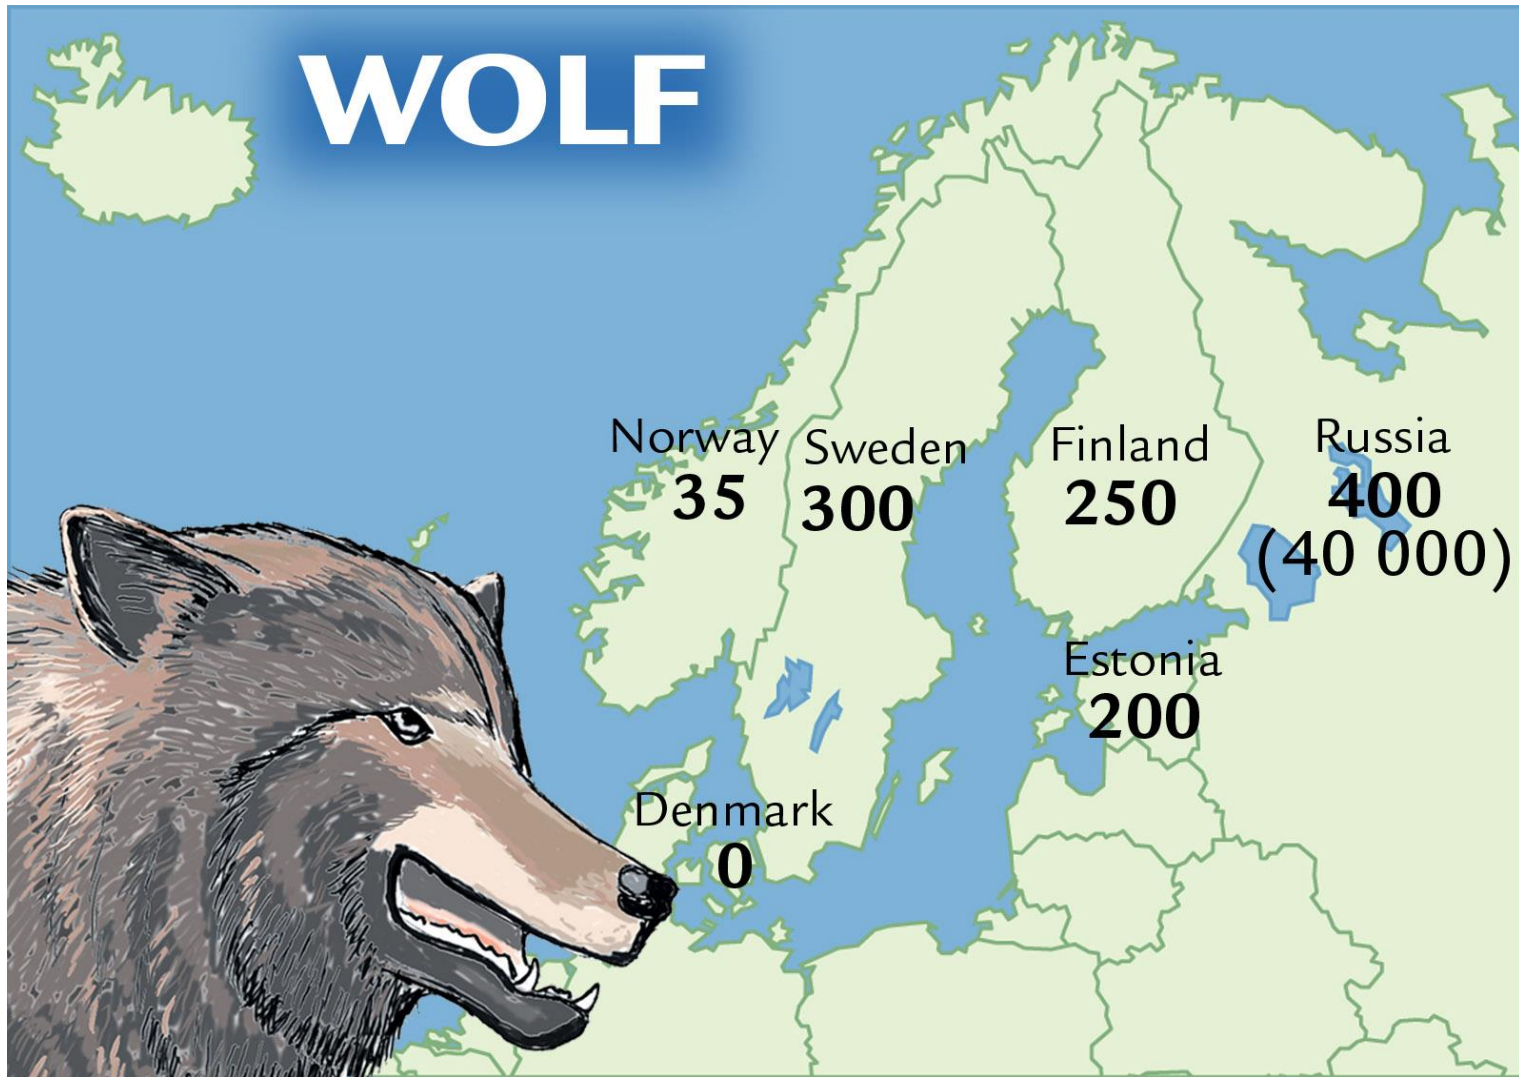 WOLF
Norway
35
Sweden
300
Finland
250
Russia
400
(40 000)
Estonia
200
Denmark
0